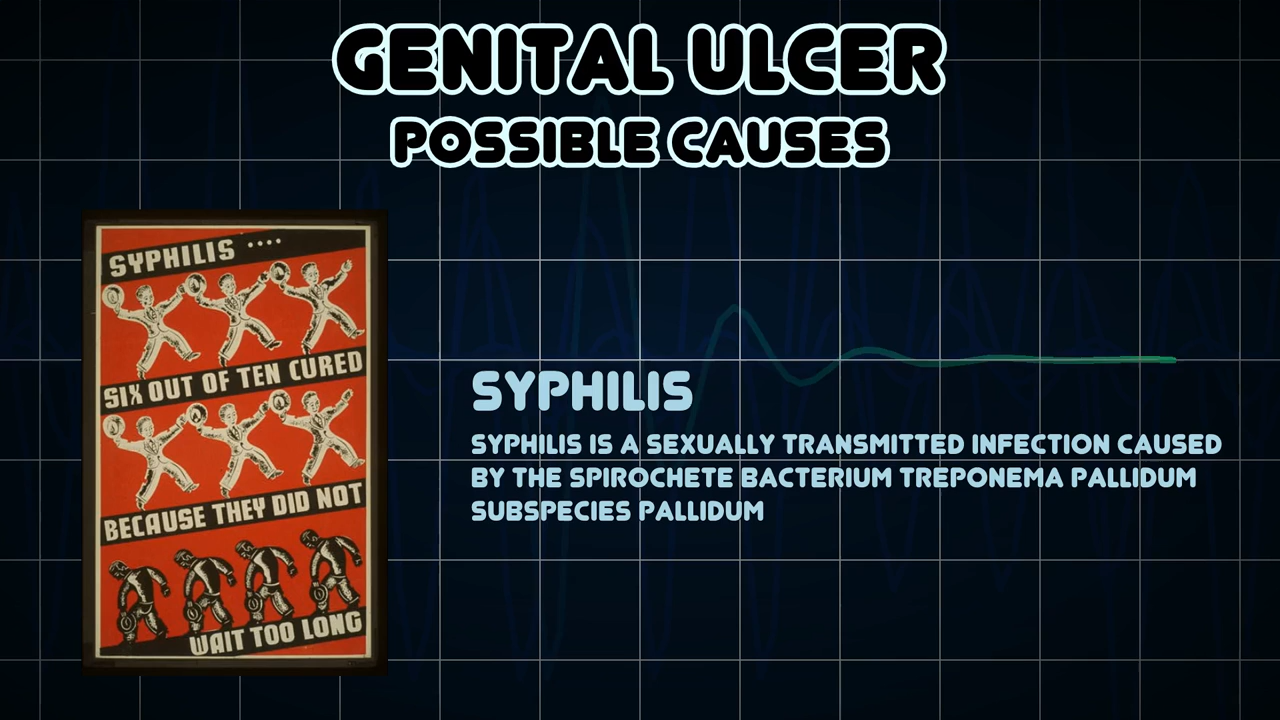 GENITAL ULCER
POSSIBLE CAUSES
SYPHILIS ....
SIX OUT OF TEN CURED
BECAUSE THEY DID NOT
WAIT TOO LONG
SYPHILIS
SYPHILIS IS A SEXUALLY TRANSMITTED INFECTION CAUSED
BY THE SPIROCHETE BACTERIUM TREPONEMA PALLIDUM
SUBSPECIES PALLIDUM